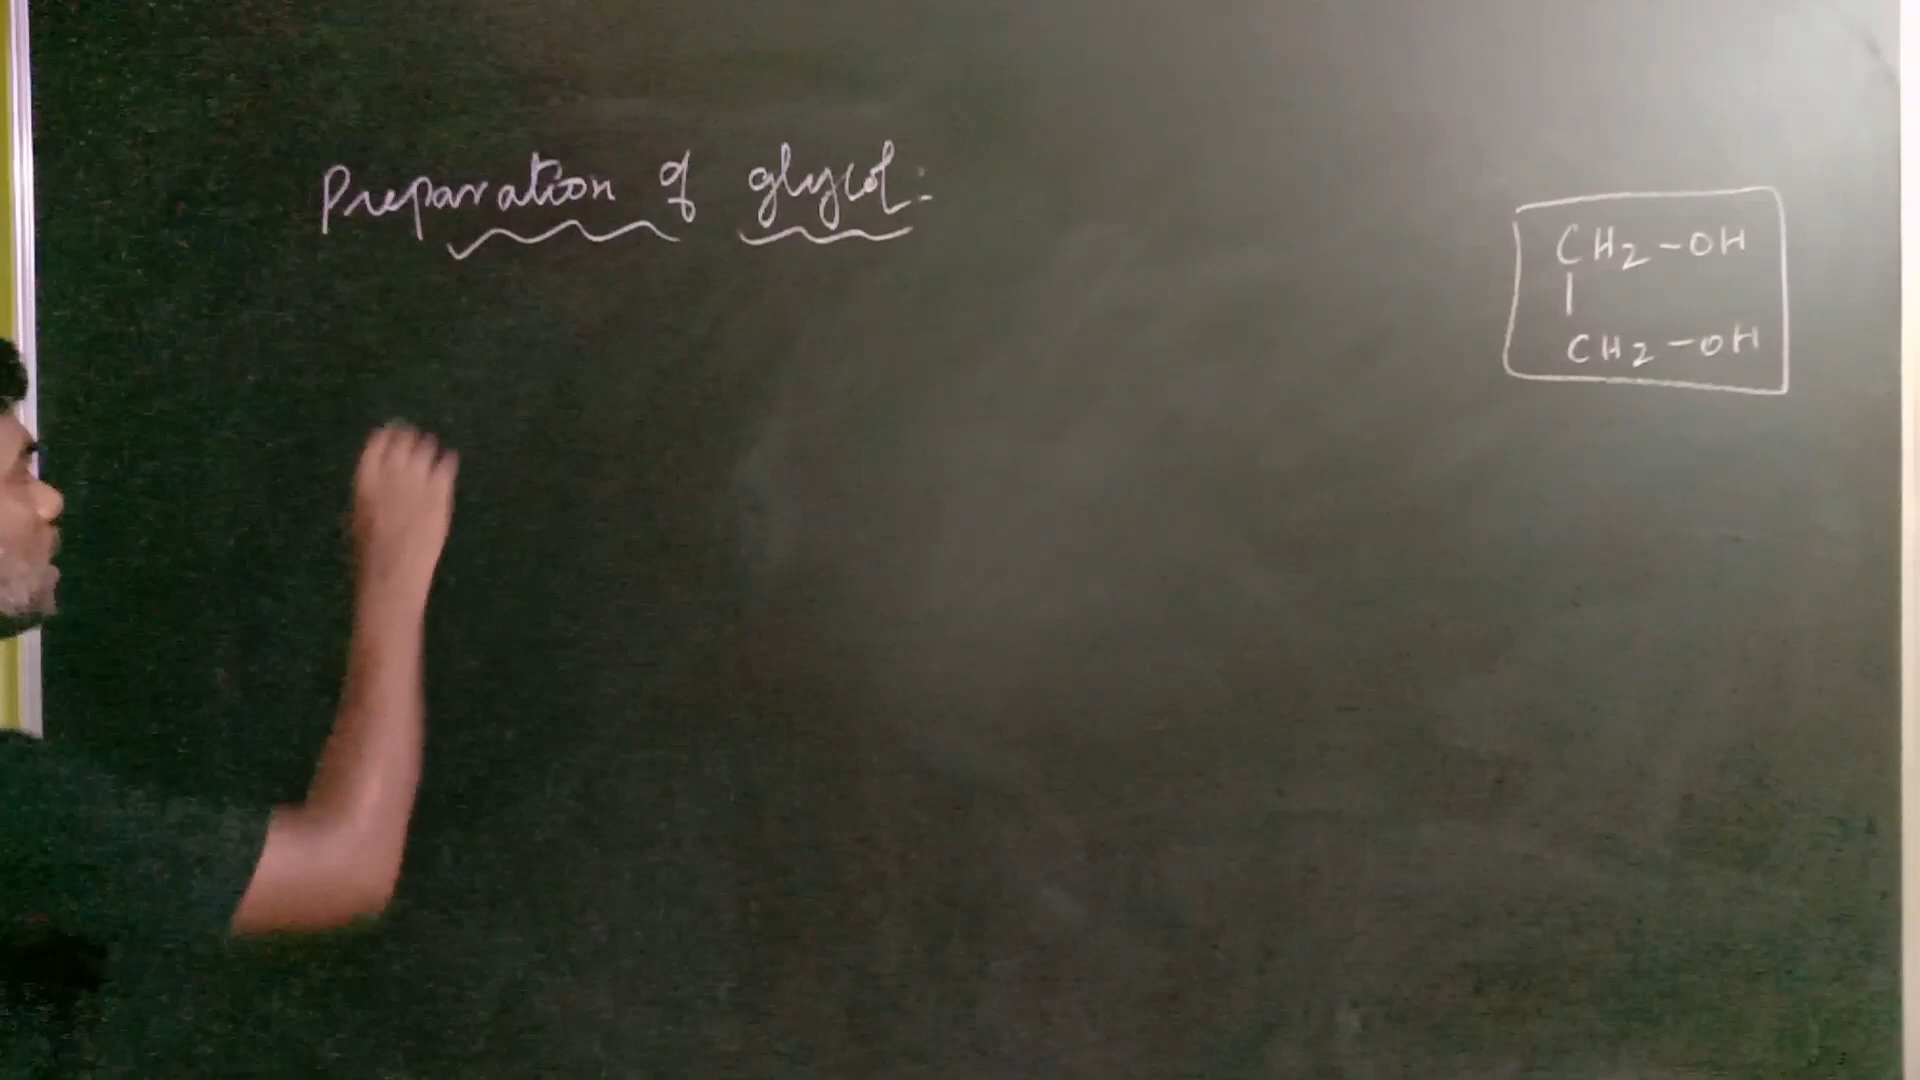 Preparation of glycol:
CH2-OH
|
CH2-OH